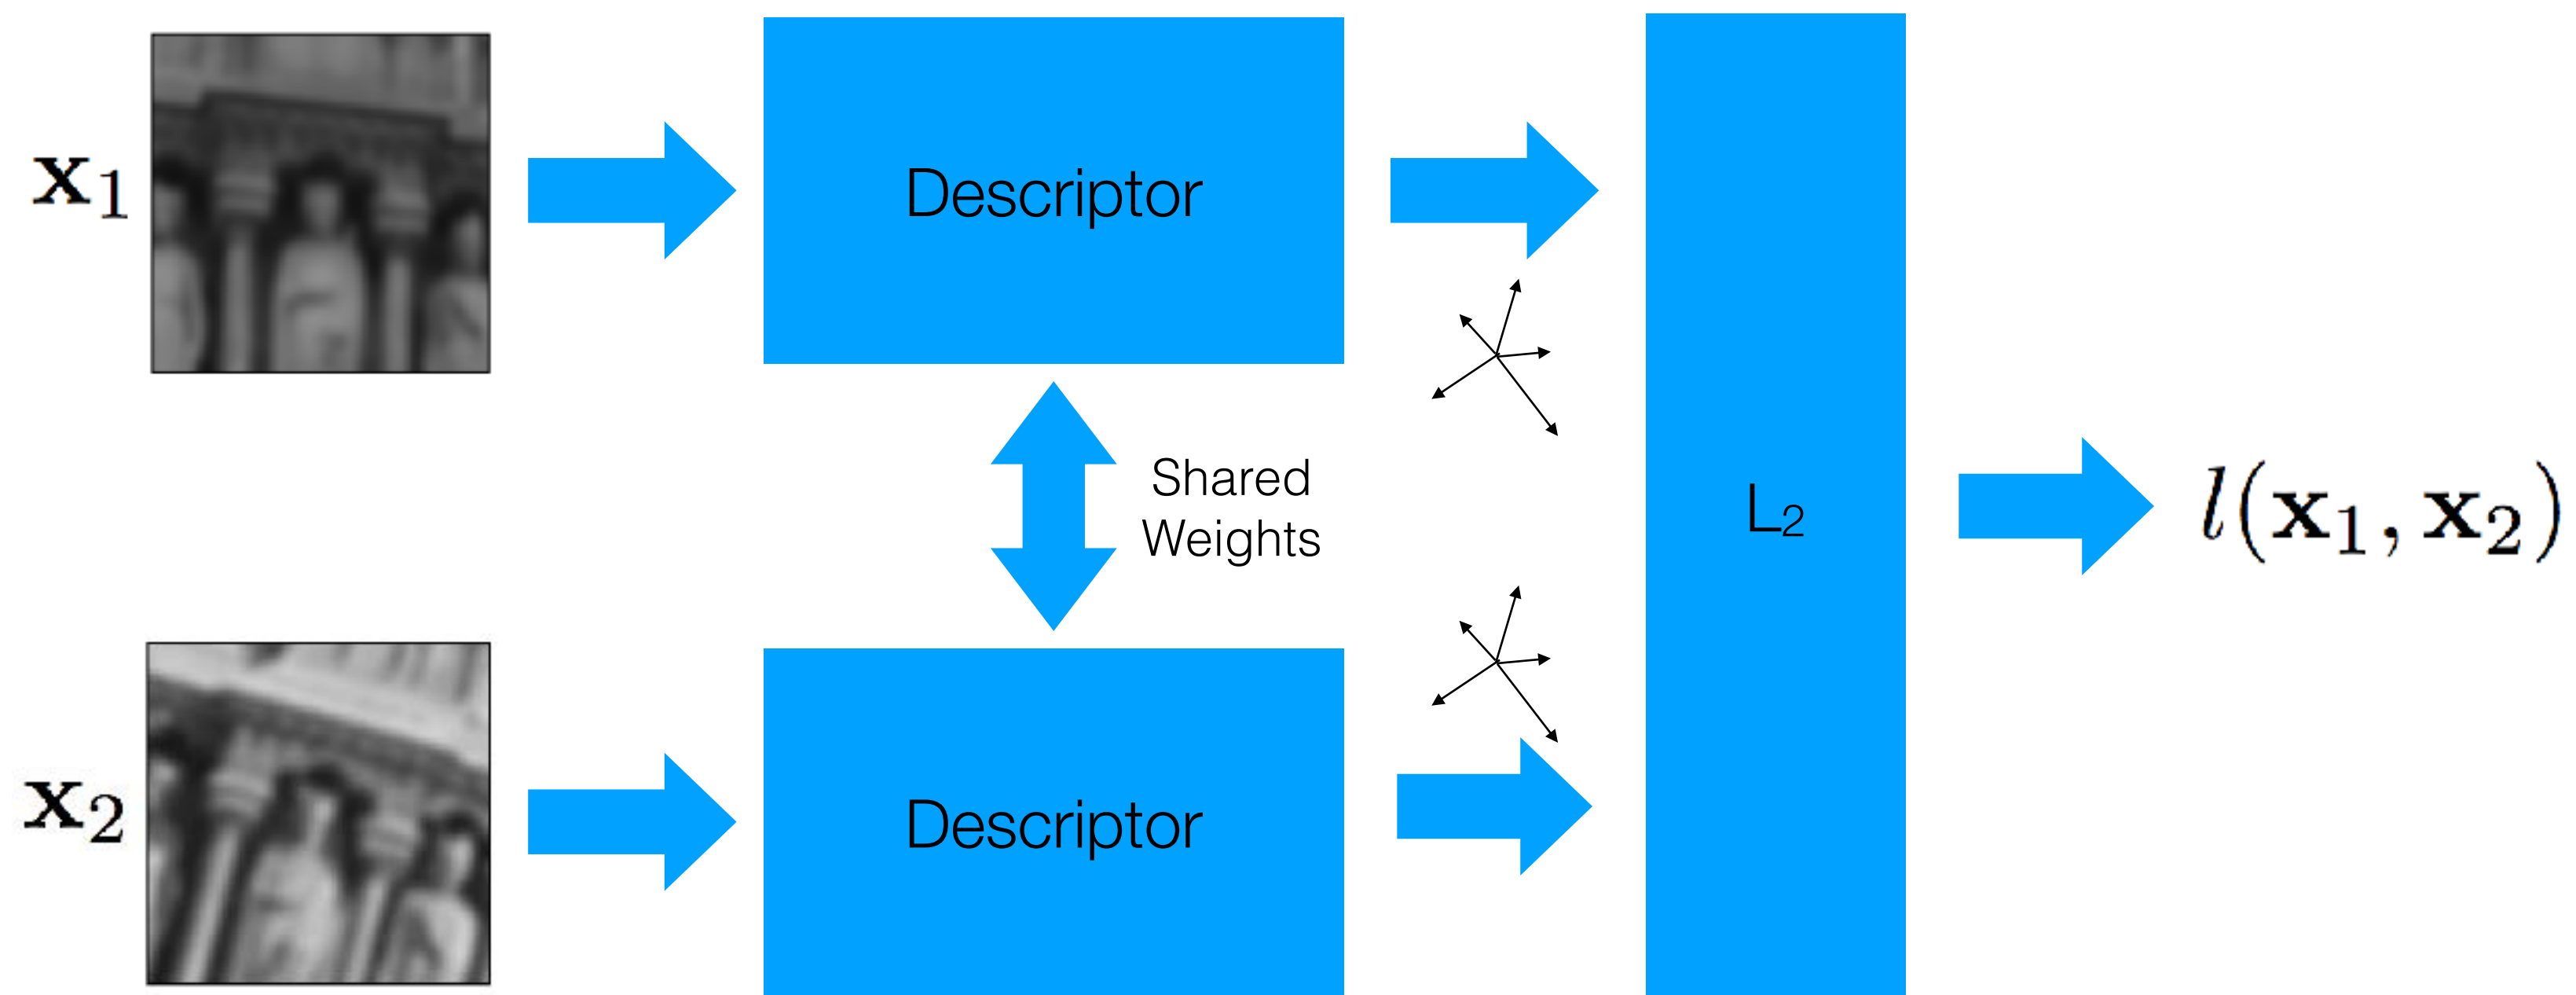 x₁
Descriptor
Shared
Weights
L₂
l(x₁, x₂)
x₂
Descriptor